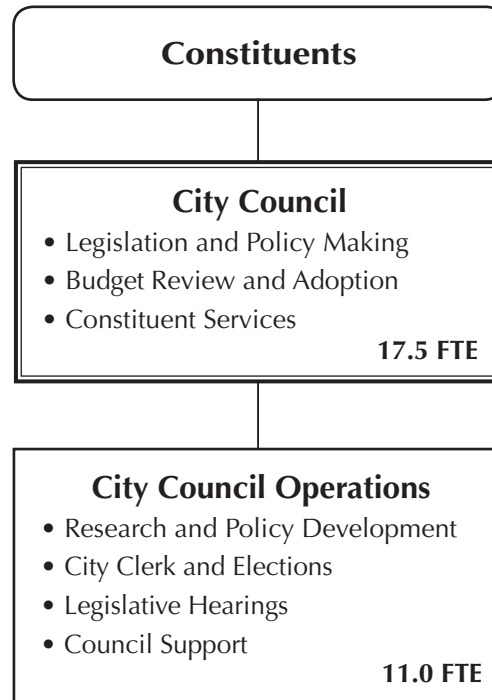 Constituents
City Council
• Legislation and Policy Making
• Budget Review and Adoption
• Constituent Services
17.5 FTE
City Council Operations
• Research and Policy Development
• City Clerk and Elections
• Legislative Hearings
• Council Support
11.0 FTE